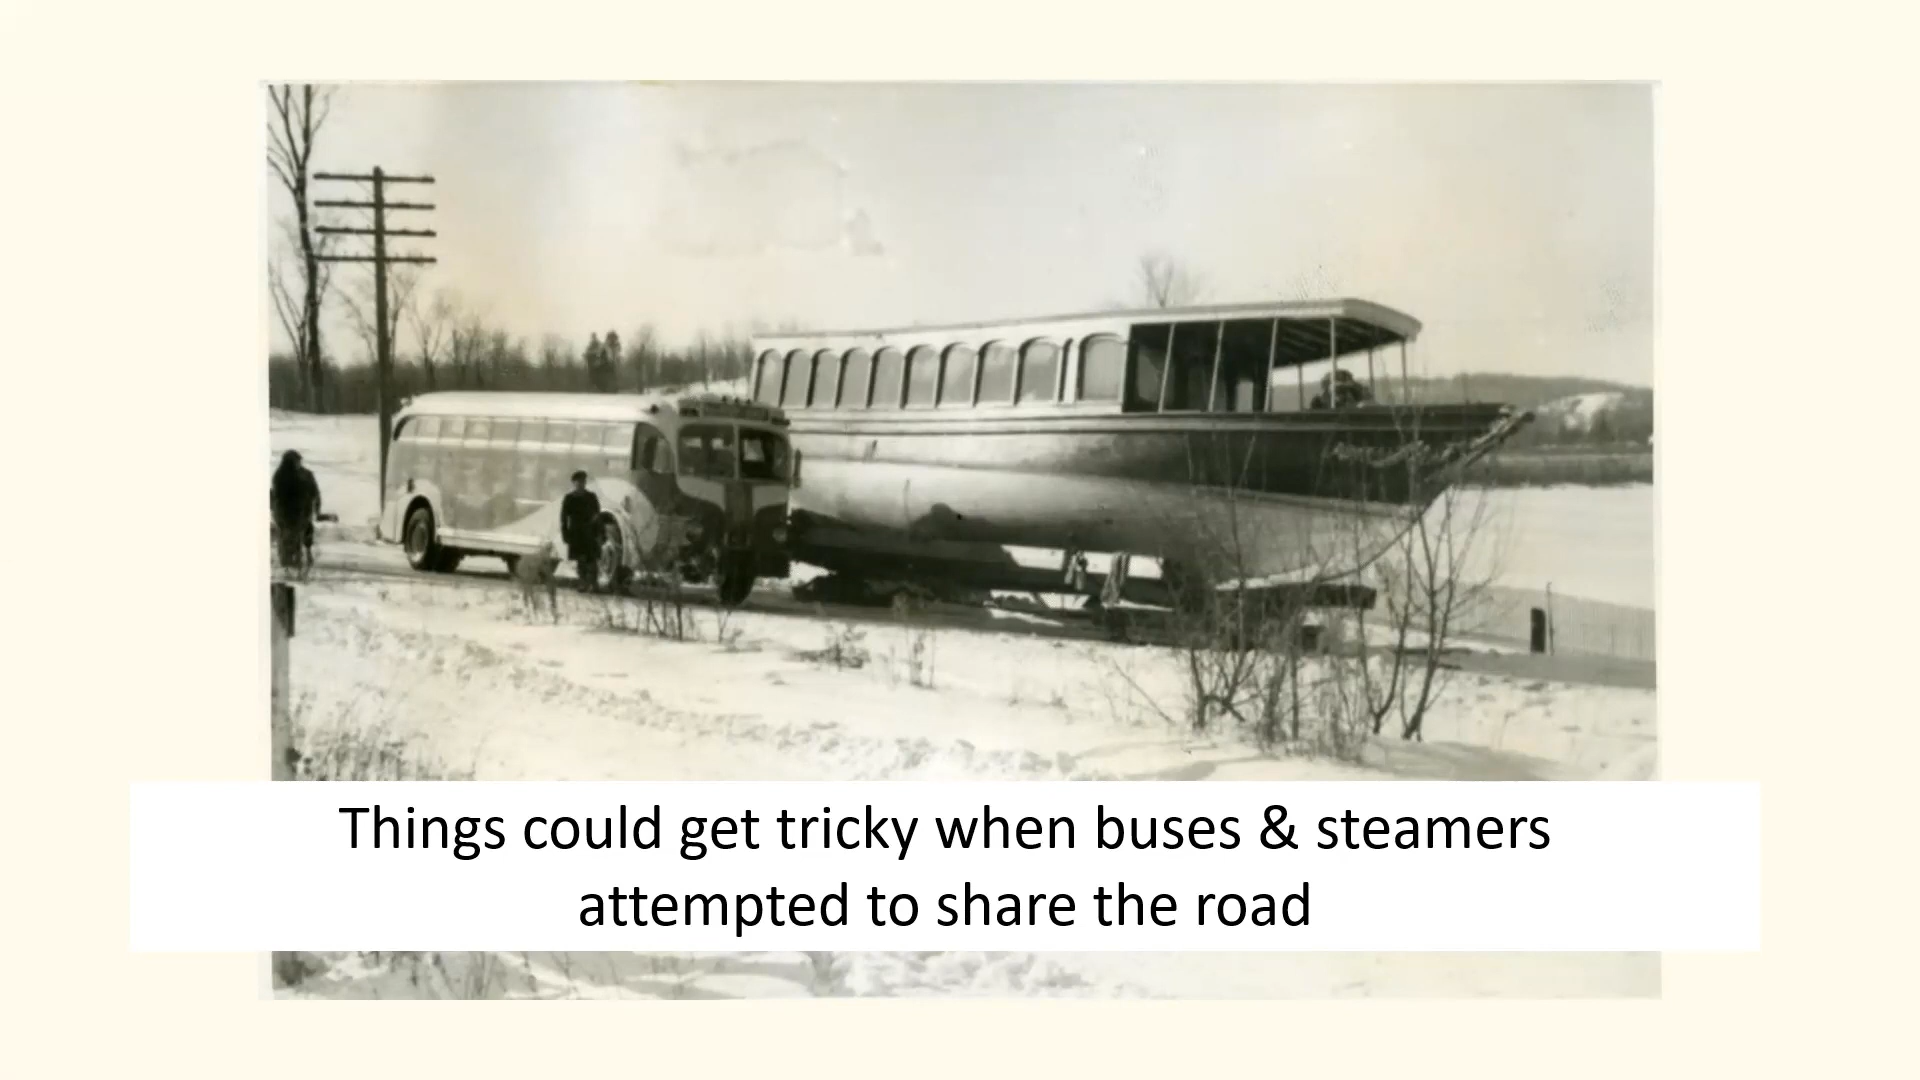 Things could get tricky when buses & steamers
attempted to share the road